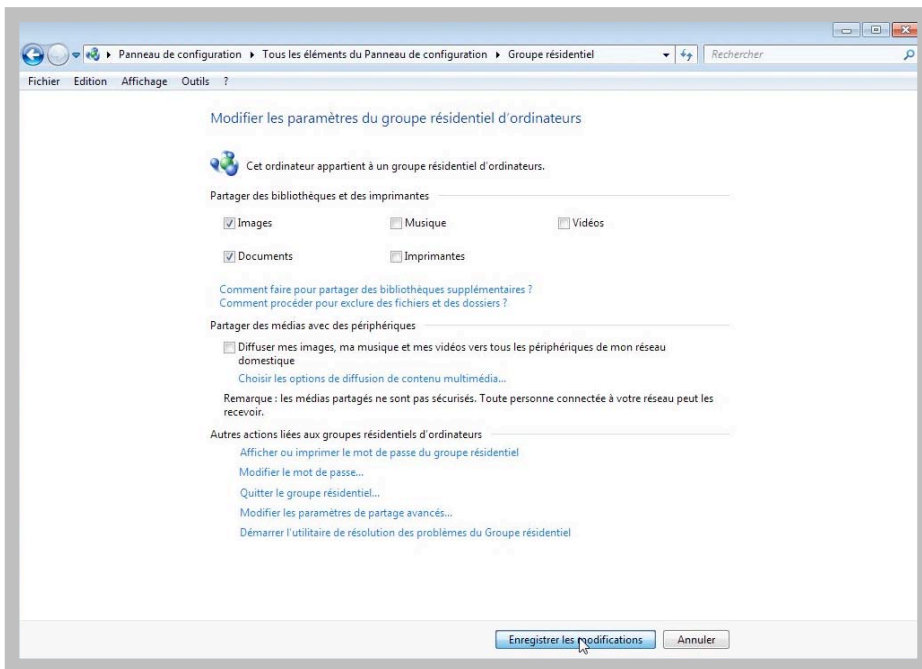 Panneau de configuration Tous les éléments du Panneau de configuration Groupe résidentiel Rechercher
Fichier Edition Affichage Outils ?
Modifier les paramètres du groupe résidentiel d'ordinateurs
Cet ordinateur appartient à un groupe résidentiel d'ordinateurs.
Partager des bibliothèques et des imprimantes
Images Musique Vidéos
Documents Imprimantes
Comment faire pour partager des bibliothèques supplémentaires ?
Comment procéder pour exclure des fichiers et des dossiers ?
Partager des médias avec des périphériques
Diffuser mes images, ma musique et mes vidéos vers tous les périphériques de mon réseau
domestique
Choisir les options de diffusion de contenu multimédia...
Remarque : les médias partagés ne sont pas sécurisés. Toute personne connectée à votre réseau peut les
recevoir.
Autres actions liées aux groupes résidentiels d'ordinateurs
Afficher ou imprimer le mot de passe du groupe résidentiel
Modifier le mot de passe...
Quitter le groupe résidentiel...
Modifier les paramètres de partage avancés...
Démarrer l'utilitaire de résolution des problèmes du Groupe résidentiel
Enregistrer les modifications Annuler